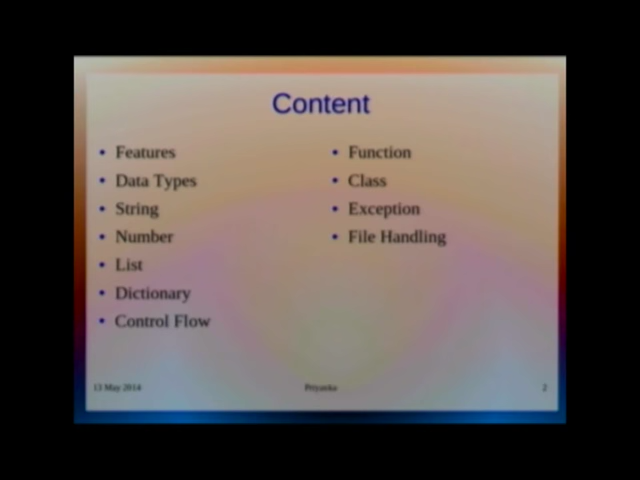 Content
• Features
• Data Types
• String
• Number
• List
• Dictionary
• Control Flow
• Function
• Class
• Exception
• File Handling
13 May 2014
Priyanka
2